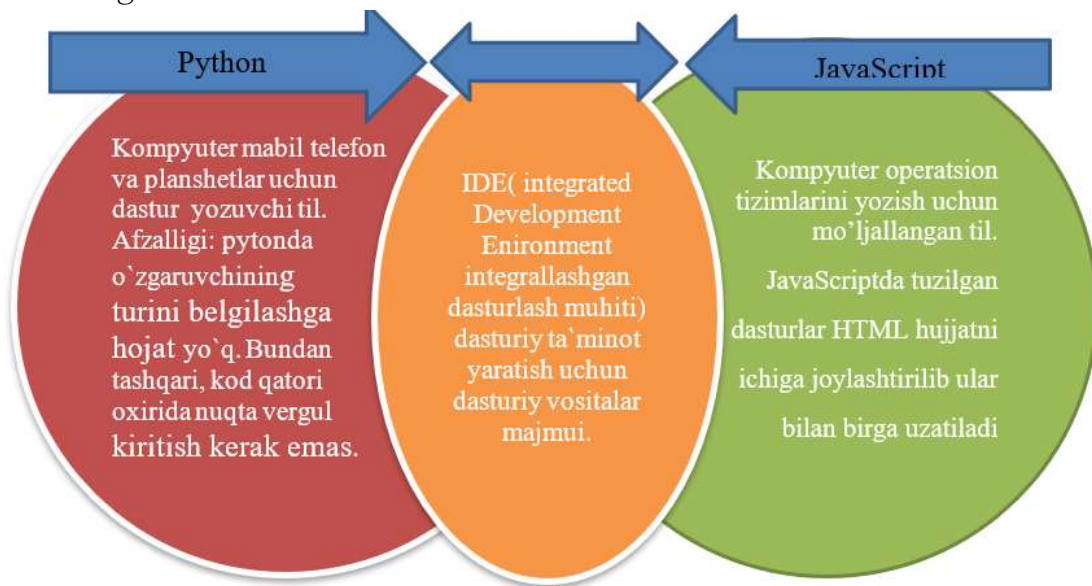 Python
JavaScript
Kompyuter mabil telefon
va planshetlar uchun
dastur yozuvchi til.
Afzalligi: pytonda
o`zgaruvchining
turini belgilashga
hojat yo`q. Bundan
tashqari, kod qatori
oxirida nuqta vergul
kiritish kerak emas.
IDE( integrated
Development
Enironment
integrallashgan
dasturlash muhiti)
dasturiy ta`minot
yaratish uchun
dasturiy vositalar
majmui.
Kompyuter operatsion
tizimlarini yozish uchun
mo’ljallangan til.
JavaScriptda tuzilgan
dasturlar HTML hujjatni
ichiga joylashtirilib ular
bilan birga uzatiladi